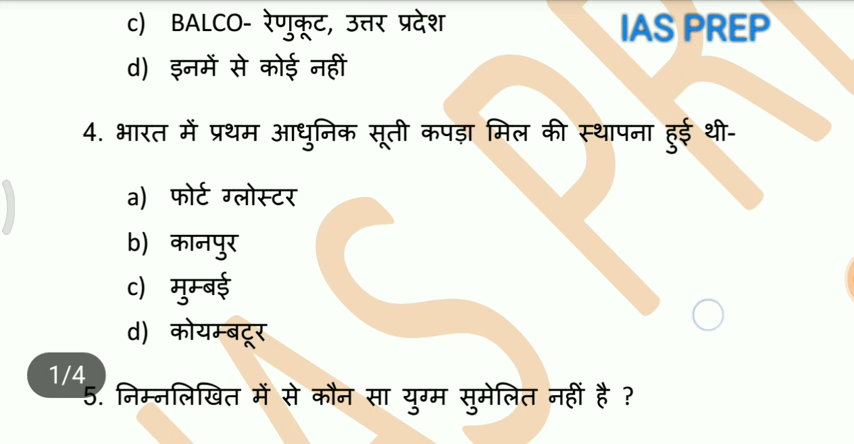 c) BALCO- रेणुकूट, उत्तर प्रदेश
IAS PREP
d) इनमें से कोई नहीं
4. भारत में प्रथम आधुनिक सूती कपड़ा मिल की स्थापना हुई थी-
a) फोर्ट ग्लोस्टर
b) कानपुर
c) मुम्बई
d) कोयम्बटूर
1/4
5. निम्नलिखित में से कौन सा युग्म सुमेलित नहीं है ?